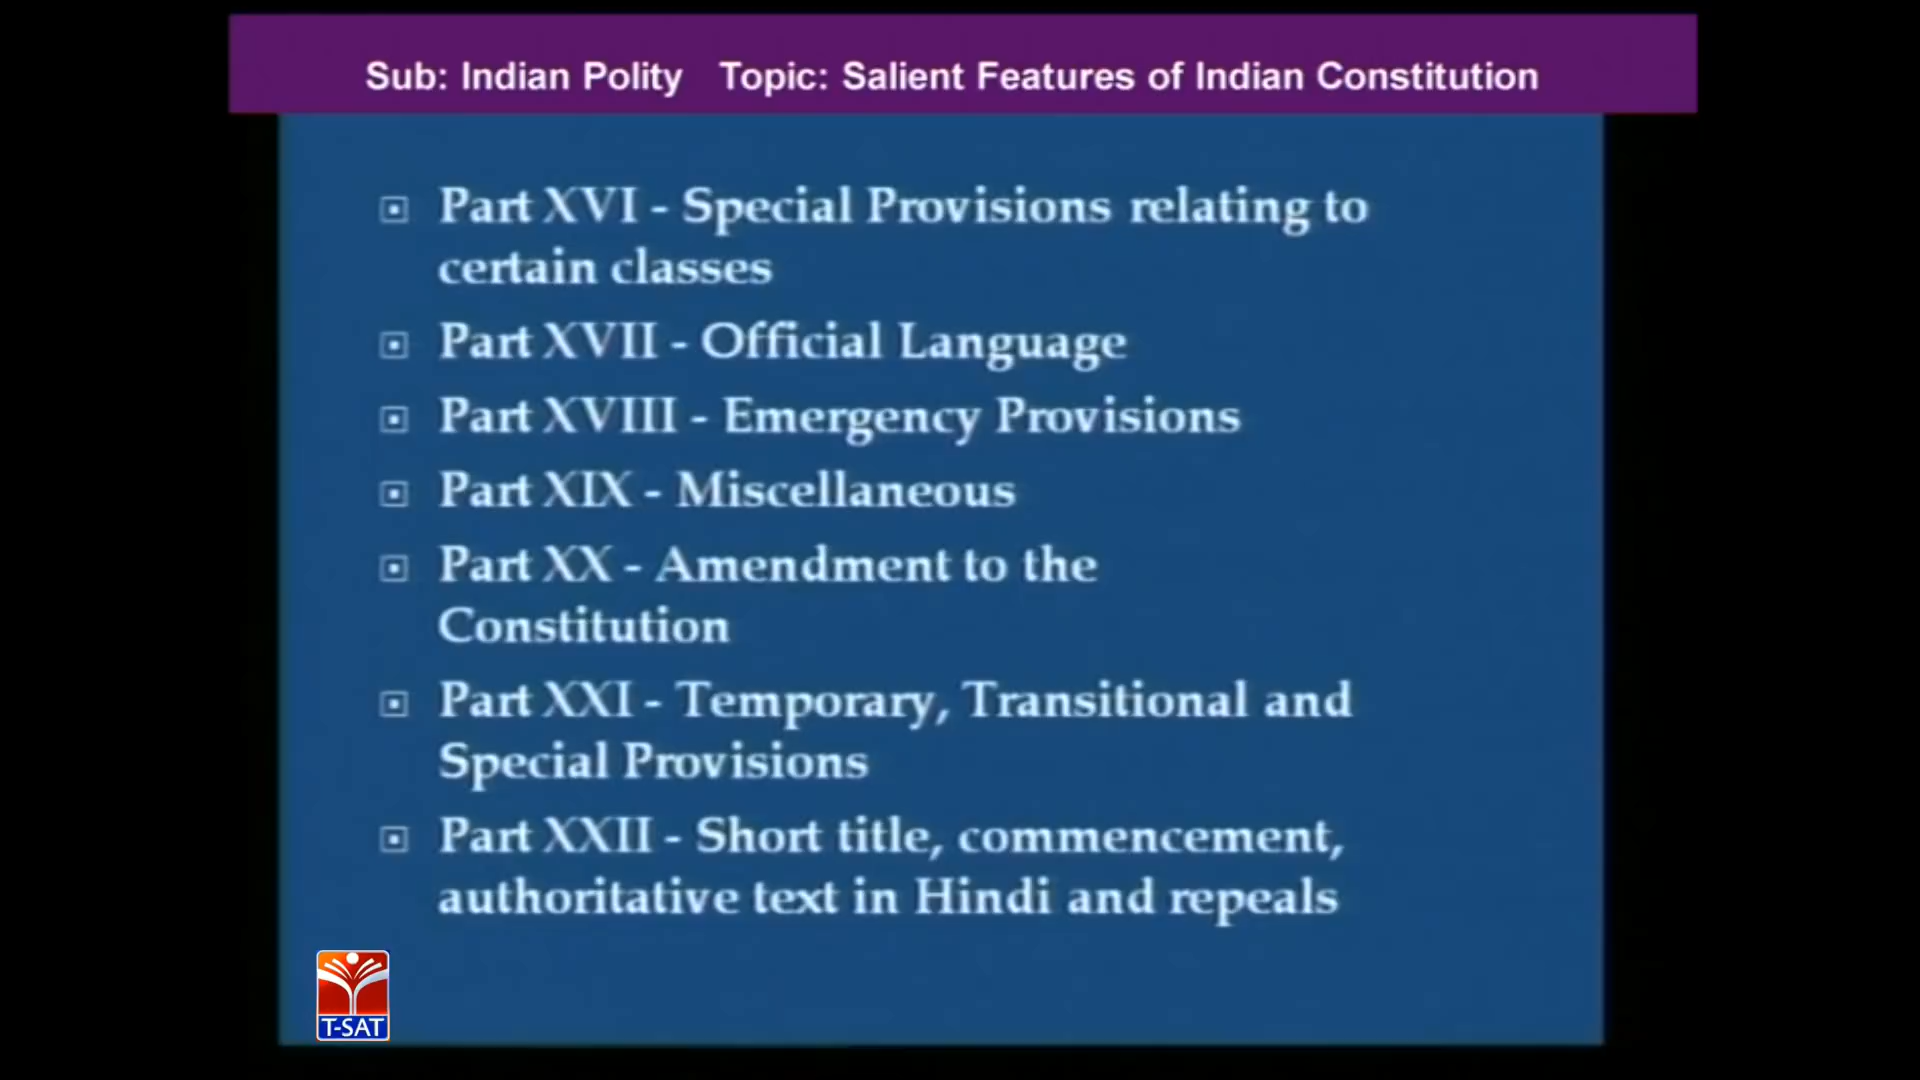 Sub: Indian Polity Topic: Salient Features of Indian Constitution
Part XVI - Special Provisions relating to
certain classes
Part XVII - Official Language
Part XVIII - Emergency Provisions
Part XIX - Miscellaneous
Part XX - Amendment to the
Constitution
Part XXI - Temporary, Transitional and
Special Provisions
Part XXII - Short title, commencement,
authoritative text in Hindi and repeals
T-SAT